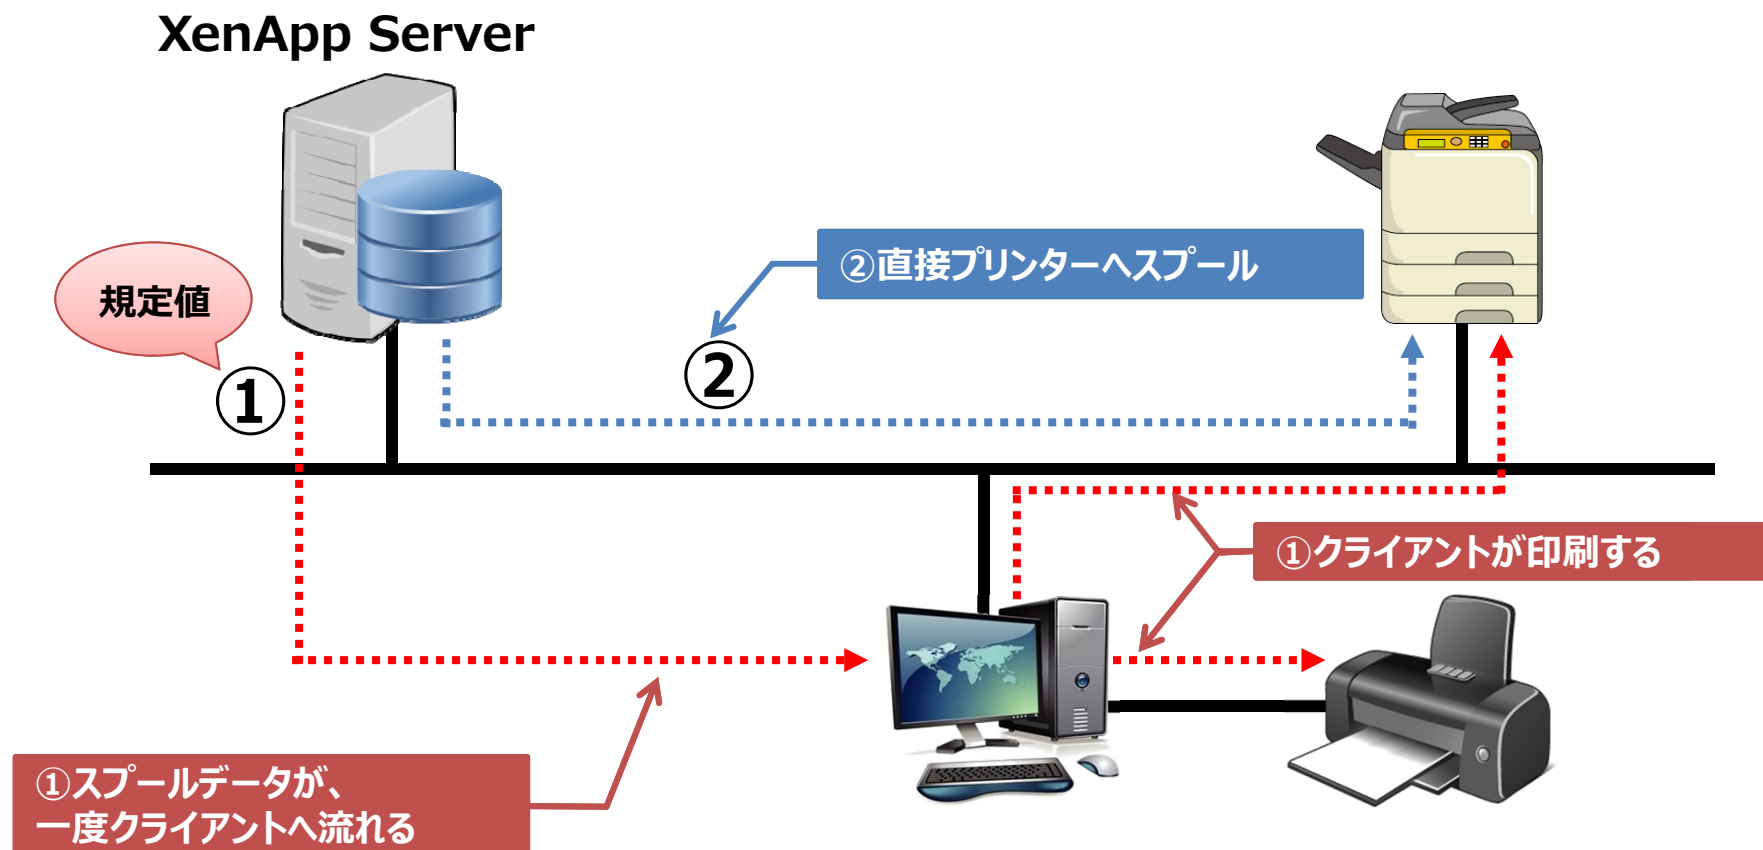 XenApp Server
②直接プリンターへスプール
規定値
①
②
①クライアントが印刷する
①スプールデータが、
一度クライアントへ流れる